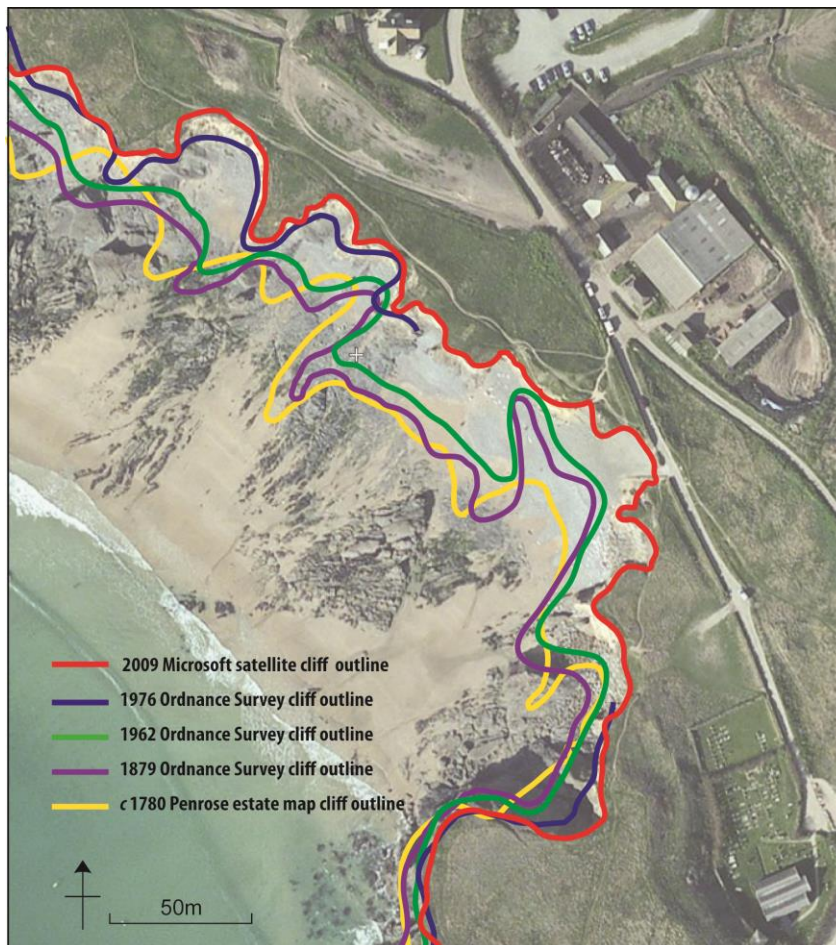 2009 Microsoft satellite cliff outline
1976 Ordnance Survey cliff outline
1962 Ordnance Survey cliff outline
1879 Ordnance Survey cliff outline
c 1780 Penrose estate map cliff outline
50m